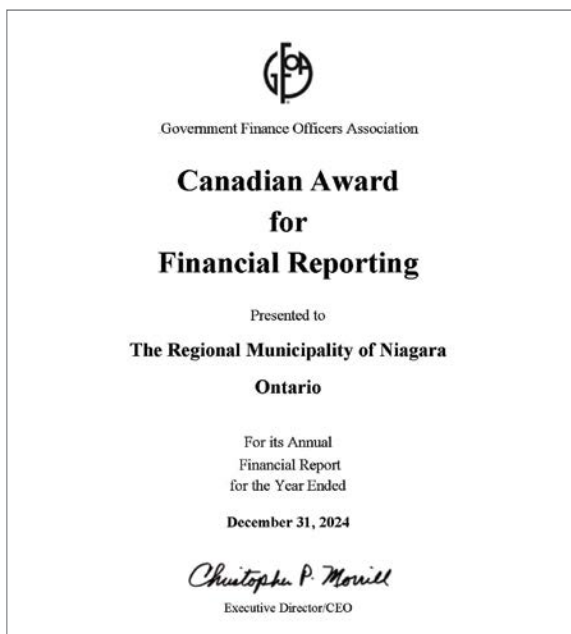 GFOA
Government Finance Officers Association
Canadian Award
for
Financial Reporting
Presented to
The Regional Municipality of Niagara
Ontario
For its Annual
Financial Report
for the Year Ended
December 31, 2024
Christopher P. Morrill
Executive Director/CEO